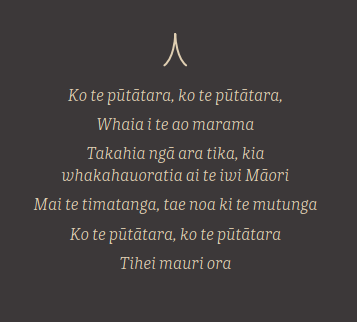 Ko te pūtātara, ko te pūtātara,
Whaia i te ao marama
Takahia ngā ara tika, kia
whakahauoratia ai te iwi Māori
Mai te timatanga, tae noa ki te mutunga
Ko te pūtātara, ko te pūtātara
Tihei mauri ora